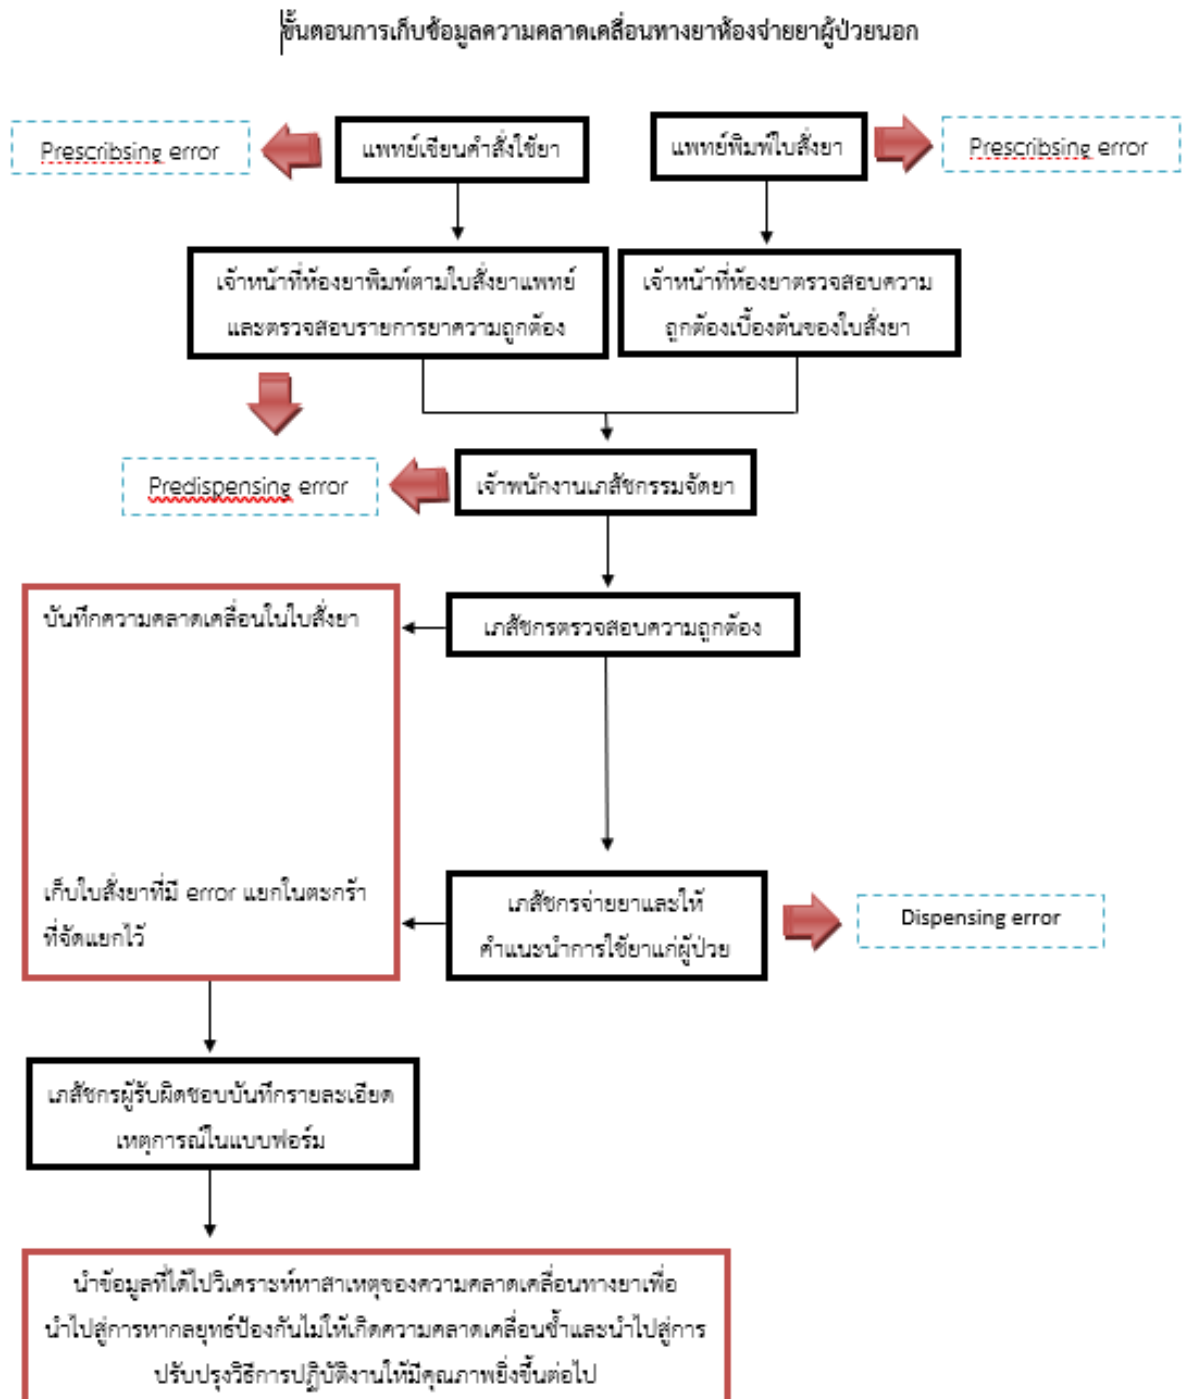 ขั้นตอนการเก็บข้อมูลความคลาดเคลื่อนทางยาห้องจ่ายยาผู้ป่วยนอก
Prescribsing error
แพทย์เขียนคำสั่งใช้ยา
แพทย์พิมพ์ใบสั่งยา
Prescribsing error
เจ้าหน้าที่ห้องยาพิมพ์ตามใบสั่งยาแพทย์
และตรวจสอบรายการยาความถูกต้อง
เจ้าหน้าที่ห้องยาตรวจสอบความ
ถูกต้องเบื้องต้นของใบสั่งยา
Predispensing error
เจ้าพนักงานเภสัชกรรมจัดยา
บันทึกความคลาดเคลื่อนในใบสั่งยา
เภสัชกรตรวจสอบความถูกต้อง
เก็บใบสั่งยาที่มี error แยกในตะกร้า
ที่จัดแยกไว้
เภสัชกรจ่ายยาและให้
คำแนะนำการใช้ยาแก่ผู้ป่วย
Dispensing error
เภสัชกรผู้รับผิดชอบบันทึกรายละเอียด
เหตุการณ์ในแบบฟอร์ม
นำข้อมูลที่ได้ไปวิเคราะห์หาสาเหตุของความคลาดเคลื่อนทางยาเพื่อ
นำไปสู่การหากลยุทธ์ป้องกันไม่ให้เกิดความคลาดเคลื่อนซ้ำและนำไปสู่การ
ปรับปรุงวิธีการปฏิบัติงานให้มีคุณภาพยิ่งขึ้นต่อไป